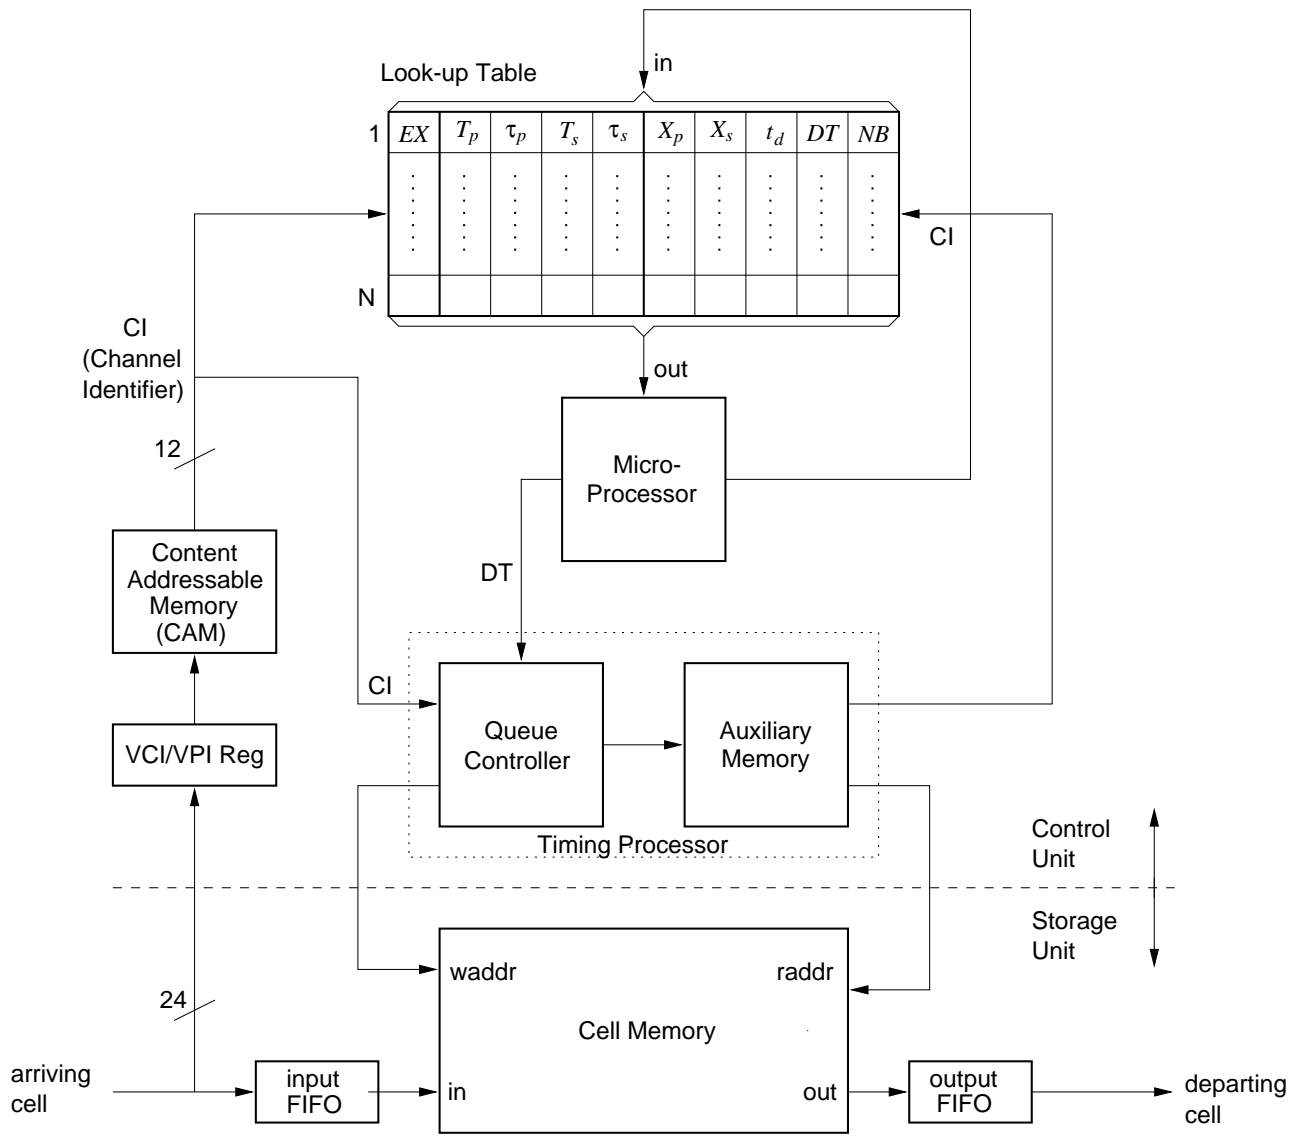 in
Look-up Table
1 EX T_p τ_p T_s τ_s X_p X_s t_d DT NB
CI
N
CI
(Channel
Identifier)
out
12
Micro-
Processor
Content
Addressable
Memory
(CAM)
DT
CI
Queue
Controller
Auxiliary
Memory
VCI/VPI Reg
Timing Processor
Control
Unit
Storage
Unit
waddr
raddr
24
Cell Memory
arriving
cell
input
FIFO
in
out
output
FIFO
departing
cell